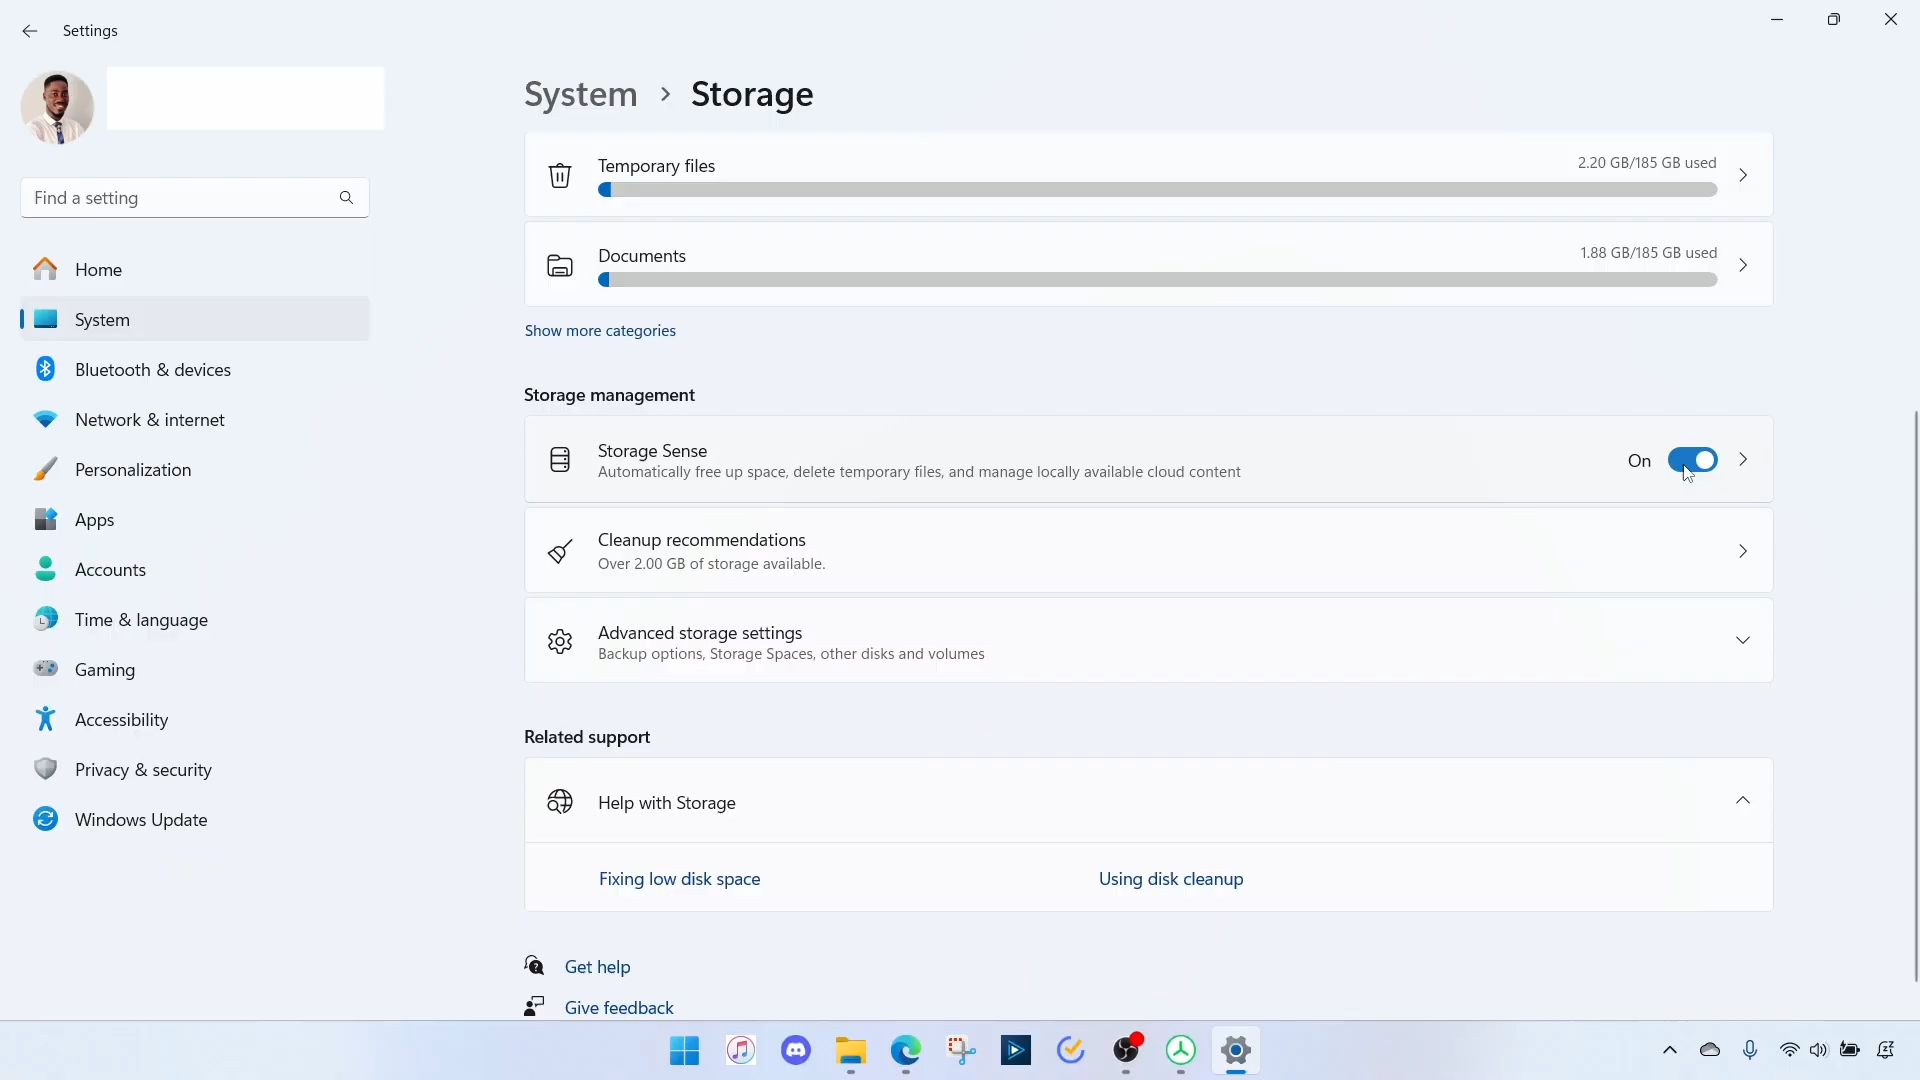 Settings
System > Storage
Find a setting
Home
System
Bluetooth & devices
Network & internet
Personalization
Apps
Accounts
Time & language
Gaming
Accessibility
Privacy & security
Windows Update
Temporary files
2.20 GB/185 GB used
Documents
1.88 GB/185 GB used
Show more categories
Storage management
Storage Sense
Automatically free up space, delete temporary files, and manage locally available cloud content
On
Cleanup recommendations
Over 2.00 GB of storage available.
Advanced storage settings
Backup options, Storage Spaces, other disks and volumes
Related support
Help with Storage
Fixing low disk space
Using disk cleanup
Get help
Give feedback